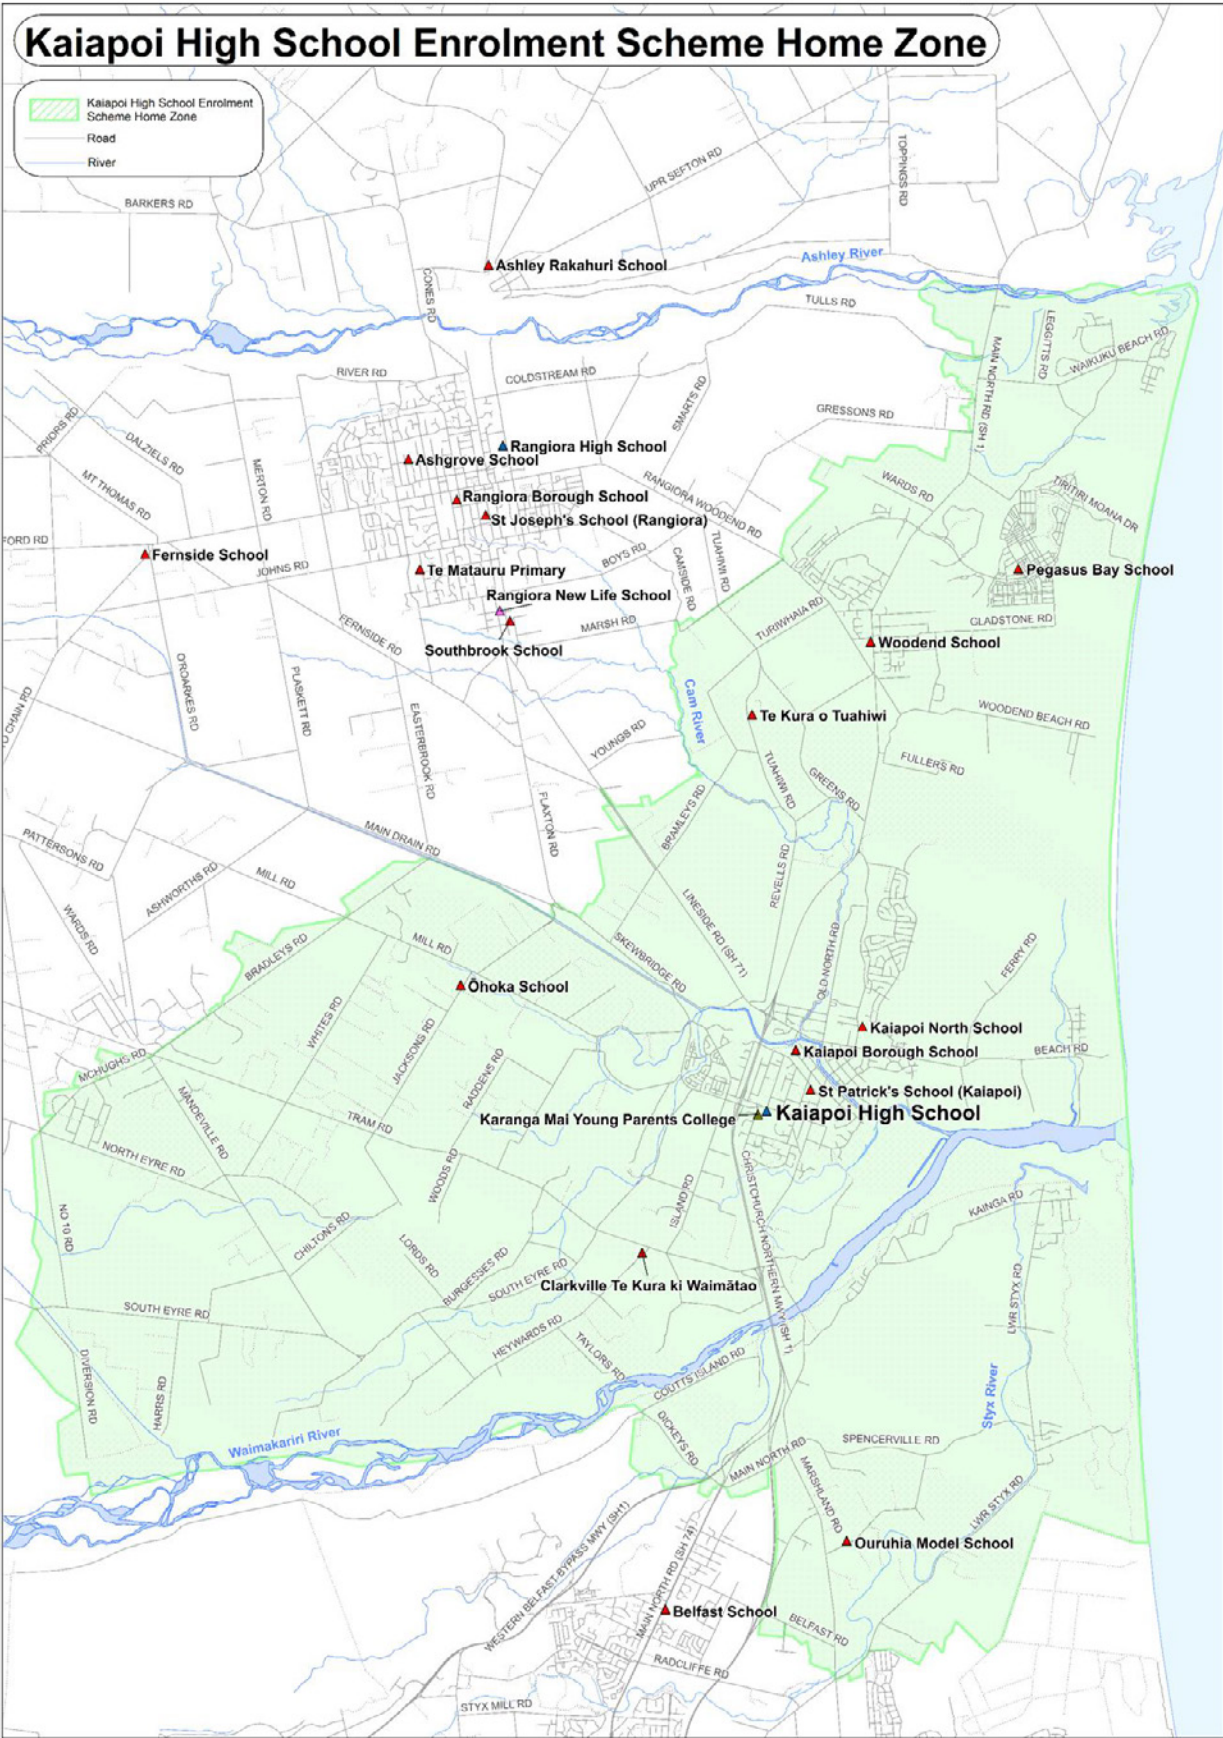 Kaiapoi High School Enrolment Scheme Home Zone
Kaiapoi High School Enrolment
Scheme Home Zone
Road
River
BARKERS RD
UPR SEFTON RD
TOPPINGS RD
Ashley Rakahuri School
Ashley River
CONES RD
TULLS RD
LEGGITTS RD
WAIKUKU BEACH RD
MAIN NORTH RD (SH 1)
RIVER RD
COLDSTREAM RD
SMARTS RD
GRESSONS RD
PRIORS RD
DALZIELS RD
Rangiora High School
Ashgrove School
MERTON RD
MT THOMAS RD
RANGIORA WOODEND RD
WARDS RD
TIRITIRI MOANA DR
Rangiora Borough School
St Joseph's School (Rangiora)
FORD RD
Fernside School
JOHNS RD
BOYS RD
CAMSIDE RD
TUAHIWI RD
Te Matauru Primary
Pegasus Bay School
Rangiora New Life School
FERNSIDE RD
MARSH RD
TURIWHAIA RD
GLADSTONE RD
Southbrook School
Woodend School
O'ROARKES RD
PLASKETT RD
Cam River
Te Kura o Tuahiwi
WOODEND BEACH RD
CHAIN RD
EASTERBROOK RD
YOUNGS RD
TUAHIWI RD
GREENS RD
FULLERS RD
FLAXTON RD
BRAMLEYS RD
MAIN DRAIN RD
PATTERSONS RD
MILL RD
ASHWORTHS RD
REVELLS RD
WARDS RD
LINESIDE RD (SH 71)
BRADLEYS RD
MILL RD
SKEWBRIDGE RD
OLD NORTH RD
FERRY RD
Ōhoka School
WHITES RD
JACKSONS RD
Kaiapoi North School
Kaiapoi Borough School
BEACH RD
MCHUGHS RD
RADDENS RD
MANDEVILLE RD
St Patrick's School (Kaiapoi)
TRAM RD
Karanga Mai Young Parents College
Kaiapoi High School
NORTH EYRE RD
WOODS RD
CHRISTCHURCH NORTHERN MWY (SH 1)
ISLAND RD
KAINGA RD
NO 10 RD
CHILTONS RD
LORDS RD
BURGESSES RD
SOUTH EYRE RD
Clarkville Te Kura ki Waimātao
LWR STYX RD
SOUTH EYRE RD
HEYWARDS RD
TAYLORS RD
DIVERSION RD
HARRS RD
COUTTS ISLAND RD
Styx River
Waimakariri River
DICKEYS RD
SPENCERVILLE RD
MAIN NORTH RD
MARSHLAND RD
LWR STYX RD
WESTERN BELFAST BYPASS MWY (SH1)
MAIN NORTH RD (SH 74)
Ouruhia Model School
Belfast School
BELFAST RD
RADCLIFFE RD
STYX MILL RD